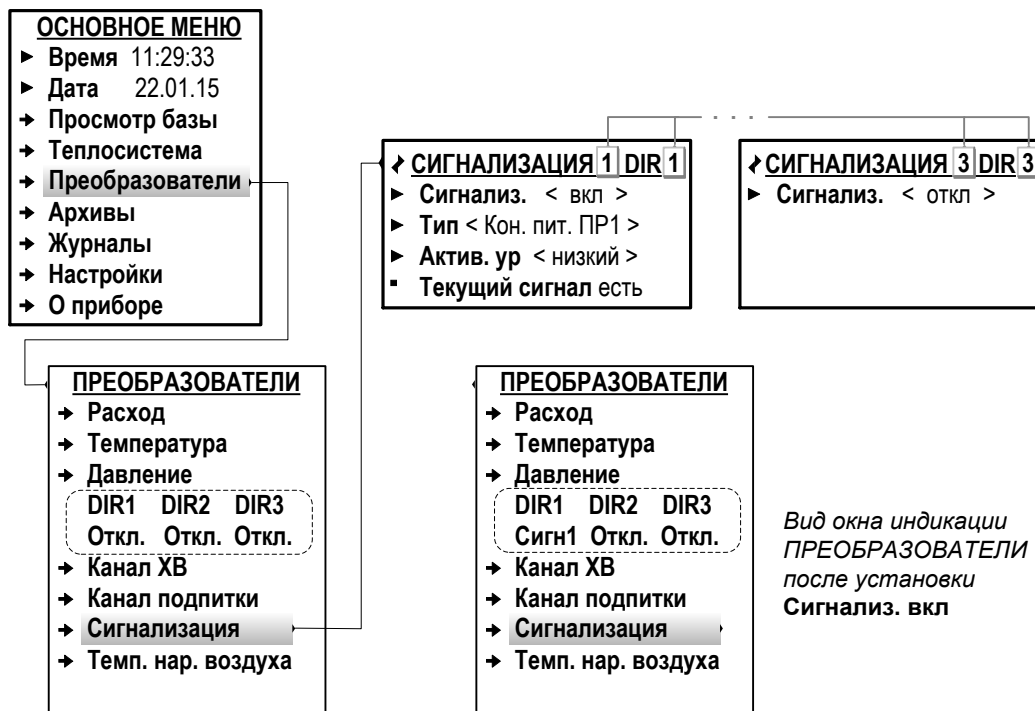 ОСНОВНОЕ МЕНЮ
Время 11:29:33
Дата 22.01.15
Просмотр базы
Теплосистема
Преобразователи
Архивы
Журналы
Настройки
О приборе
СИГНАЛИЗАЦИЯ 1 DIR 1
Сигнализ. < вкл >
Тип < Кон. пит. ПР1 >
Актив. ур < низкий >
Текущий сигнал есть
СИГНАЛИЗАЦИЯ 3 DIR 3
Сигнализ. < откл >
ПРЕОБРАЗОВАТЕЛИ
Расход
Температура
Давление
DIR1 DIR2 DIR3
Откл. Откл. Откл.
Канал ХВ
Канал подпитки
Сигнализация
Темп. нар. воздуха
ПРЕОБРАЗОВАТЕЛИ
Расход
Температура
Давление
DIR1 DIR2 DIR3
Сигн1 Откл. Откл.
Канал ХВ
Канал подпитки
Сигнализация
Темп. нар. воздуха
Вид окна индикации
ПРЕОБРАЗОВАТЕЛИ
после установки
Сигнализ. вкл